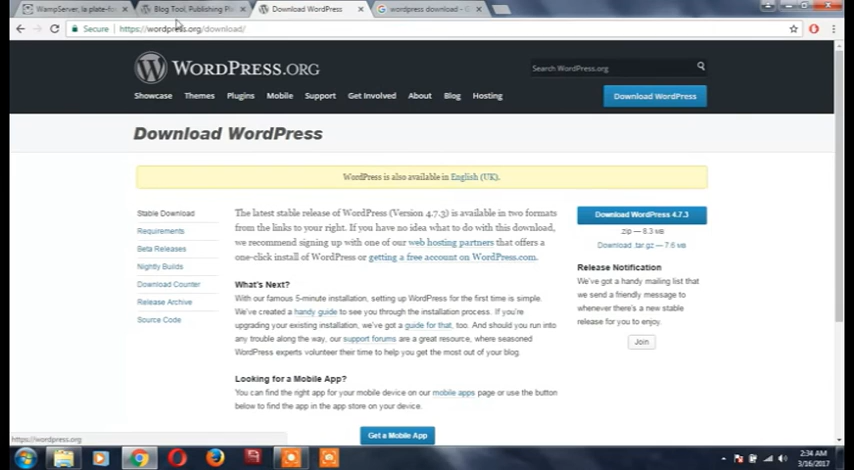 WampServer, la plate-fo
Blog Tool, Publishing Pl
Download WordPress
wordpress download - G
Secure
https://wordpress.org/download/
WORDPRESS.ORG
Search WordPress.org
Showcase Themes Plugins Mobile Support Get Involved About Blog Hosting
Download WordPress
Download WordPress
WordPress is also available in English (UK).
Stable Download
Requirements
Beta Releases
Nightly Builds
Download Counter
Release Archive
Source Code
The latest stable release of WordPress (Version 4.7.3) is available in two formats
from the links to your right. If you have no idea what to do with this download,
we recommend signing up with one of our web hosting partners that offers a
one-click install of WordPress or getting a free account on WordPress.com.
What's Next?
With our famous 5-minute installation, setting up WordPress for the first time is simple.
We've created a handy guide to see you through the installation process. If you're
upgrading your existing installation, we've got a guide for that, too. And should you run
into any trouble along the way, our support forums are a great resource, where seasoned
WordPress experts volunteer their time to help you get the most out of your blog.
Looking for a Mobile App?
You can find the right app for your mobile device on our mobile apps page or use the button
below to find the app in the app store on your device.
Get a Mobile App
Download WordPress 4.7.3
.zip — 8.3 MB
Download .tar.gz — 7.6 MB
Release Notification
We've got a handy mailing list that
we send a friendly message to
whenever there's a new stable
release for you to enjoy.
Join
https://wordpress.org
2:34 AM
3/16/2017